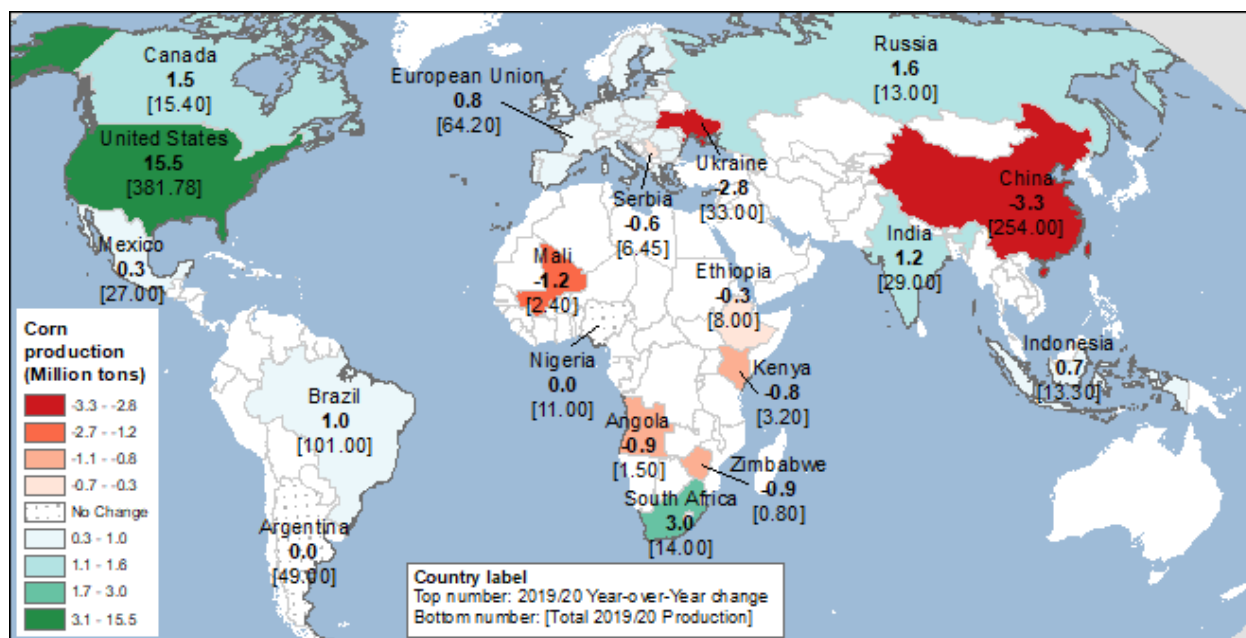 Canada
1.5
[15.40]
United States
15.5
[381.78]
Mexico
0.3
[27.00]
Brazil
1.0
[101.00]
Argentina
0.0
[49.00]
European Union
0.8
[64.20]
Serbia
-0.6
[6.45]
Ukraine
-2.8
[33.00]
Russia
1.6
[13.00]
China
-3.3
[254.00]
India
1.2
[29.00]
Indonesia
0.7
[13.30]
Mali
-1.2
[2.40]
Nigeria
0.0
[11.00]
Ethiopia
-0.3
[8.00]
Kenya
-0.8
[3.20]
Angola
-0.9
[1.50]
Zimbabwe
-0.9
[0.80]
South Africa
3.0
[14.00]
Corn
production
(Million tons)
-3.3 - -2.8
-2.7 - -1.2
-1.1 - -0.8
-0.7 - -0.3
No Change
0.3 - 1.0
1.1 - 1.6
1.7 - 3.0
3.1 - 15.5
Country label
Top number: 2019/20 Year-over-Year change
Bottom number: [Total 2019/20 Production]